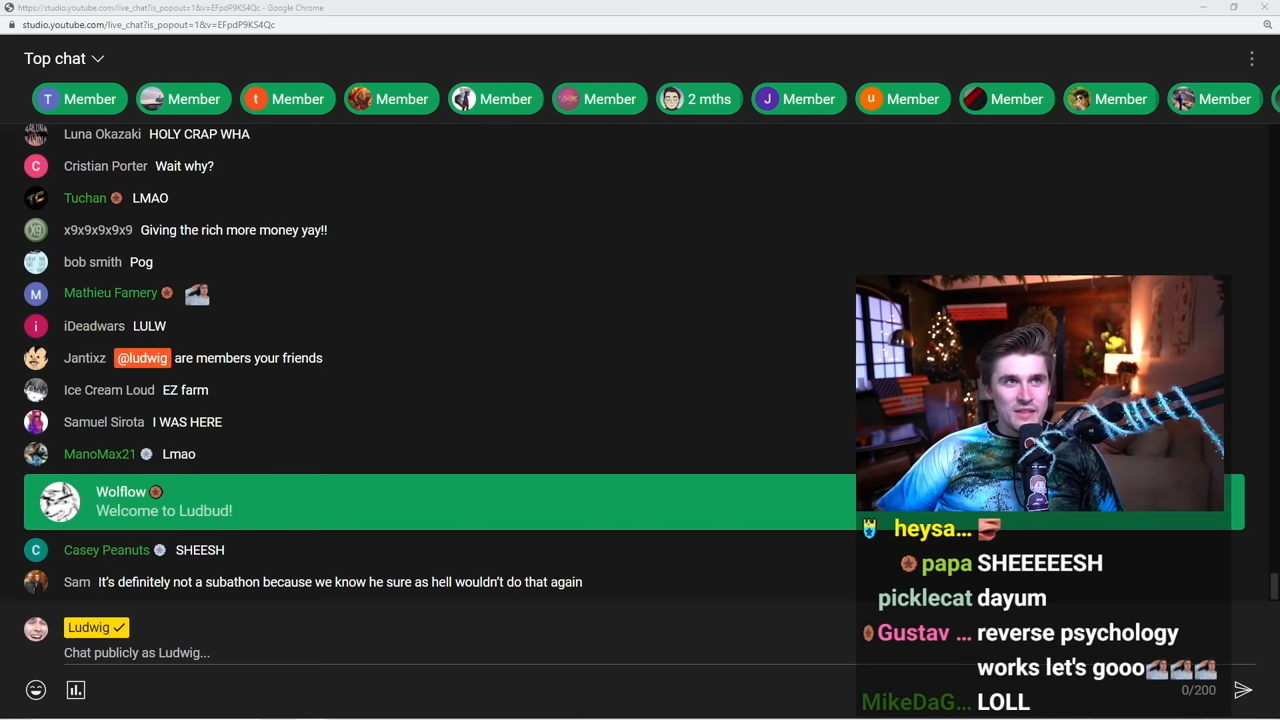 https://studio.youtube.com/live_chat?is_popout=1&v=EFpdP9KS4Qc - Google Chrome
studio.youtube.com/live_chat?is_popout=1&v=EFpdP9KS4Qc
Top chat
T Member Member t Member Member Member Member 2 mths J Member u Member Member Member Member
Luna Okazaki HOLY CRAP WHA
C Cristian Porter Wait why?
Tuchan LMAO
X9 x9x9x9x9x9 Giving the rich more money yay!!
bob smith Pog
M Mathieu Famery
i iDeadwars LULW
Jantixz @ludwig are members your friends
Ice Cream Loud EZ farm
Samuel Sirota I WAS HERE
ManoMax21 Lmao
Wolflow
Welcome to Ludbud!
C Casey Peanuts SHEESH
Sam It's definitely not a subathon because we know he sure as hell wouldn't do that again
Ludwig
Chat publicly as Ludwig...
0/200
heysa...
papa SHEEEEESH
picklecat dayum
Gustav ... reverse psychology
works let's gooo
MikeDaG... LOLL